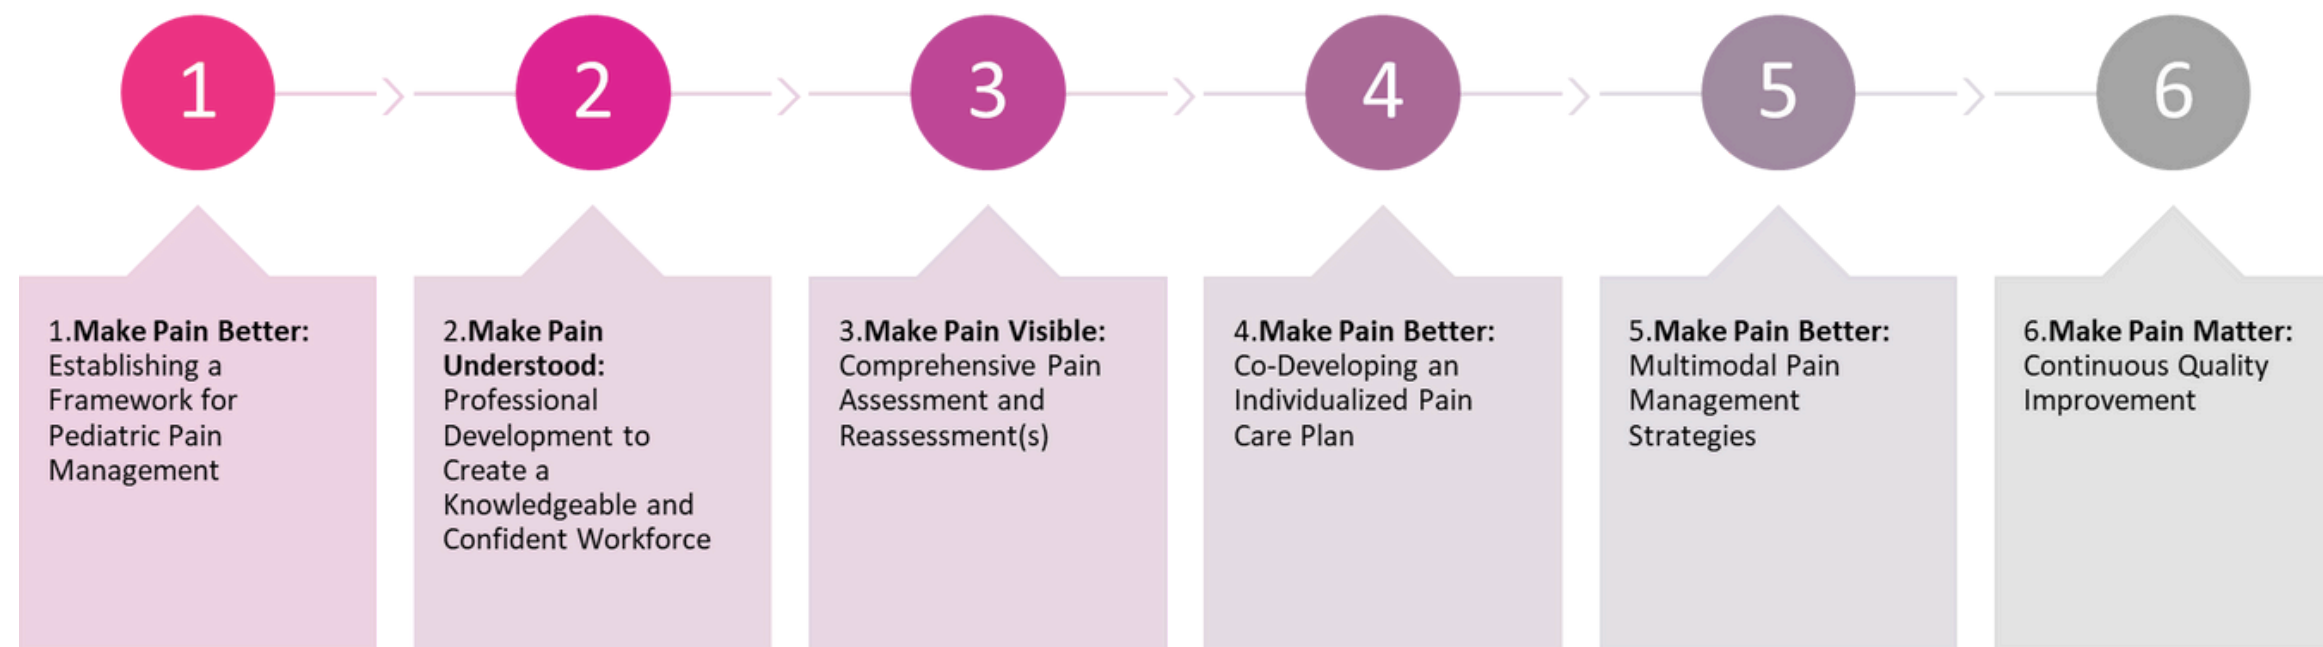 1
2
3
4
5
6
1.Make Pain Better:
Establishing a
Framework for
Pediatric Pain
Management
2.Make Pain
Understood:
Professional
Development to
Create a
Knowledgeable and
Confident Workforce
3.Make Pain Visible:
Comprehensive Pain
Assessment and
Reassessment(s)
4.Make Pain Better:
Co-Developing an
Individualized Pain
Care Plan
5.Make Pain Better:
Multimodal Pain
Management
Strategies
6.Make Pain Matter:
Continuous Quality
Improvement